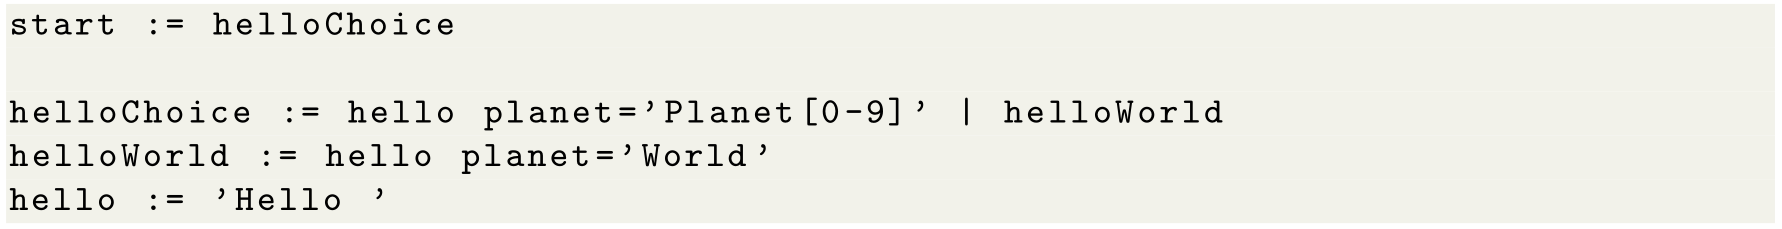 start := helloChoice
helloChoice := hello planet='Planet[0-9]' | helloWorld
helloWorld := hello planet='World'
hello := 'Hello '